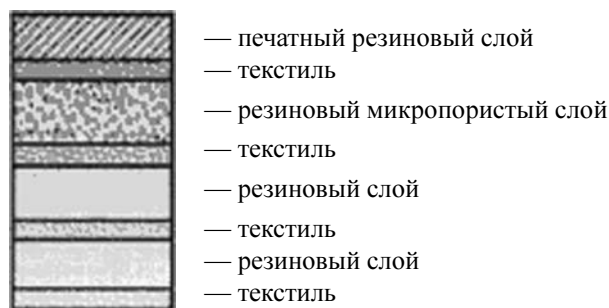 — печатный резиновый слой
— текстиль
— резиновый микропористый слой
— текстиль
— резиновый слой
— текстиль
— резиновый слой
— текстиль